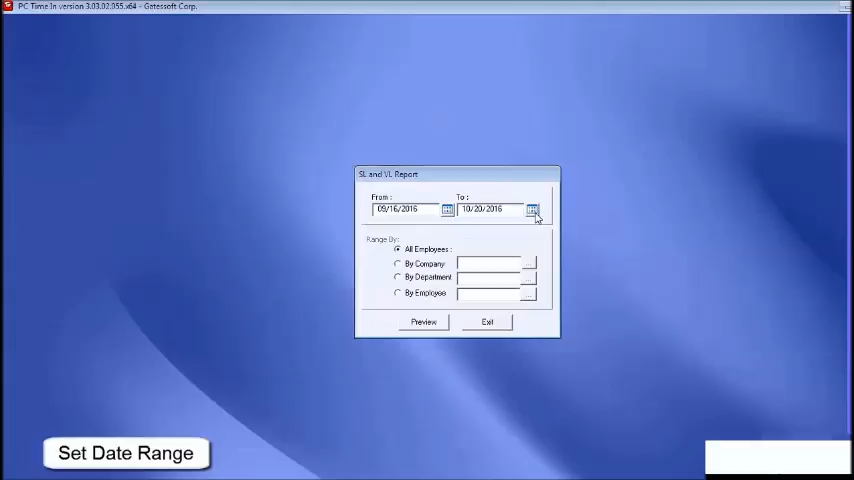 PC Time In version 3.03.02.055.x64 - Gatessoft Corp.
SL and VL Report
From : To :
09/16/2016 10/20/2016
Range By:
All Employees :
By Company ...
By Department ...
By Employee ...
Preview Exit
Set Date Range